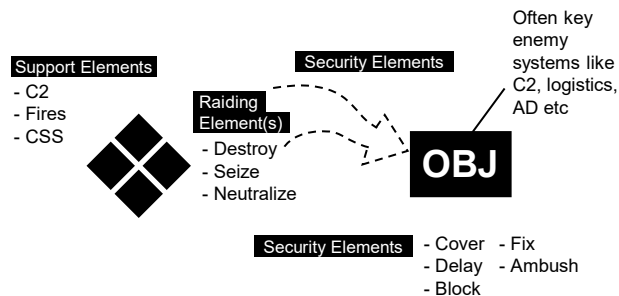 Support Elements
- C2
- Fires
- CSS
Raiding
Element(s)
- Destroy
- Seize
- Neutralize
Security Elements
Often key
enemy
systems like
C2, logistics,
AD etc
OBJ
Security Elements
- Cover - Fix
- Delay - Ambush
- Block